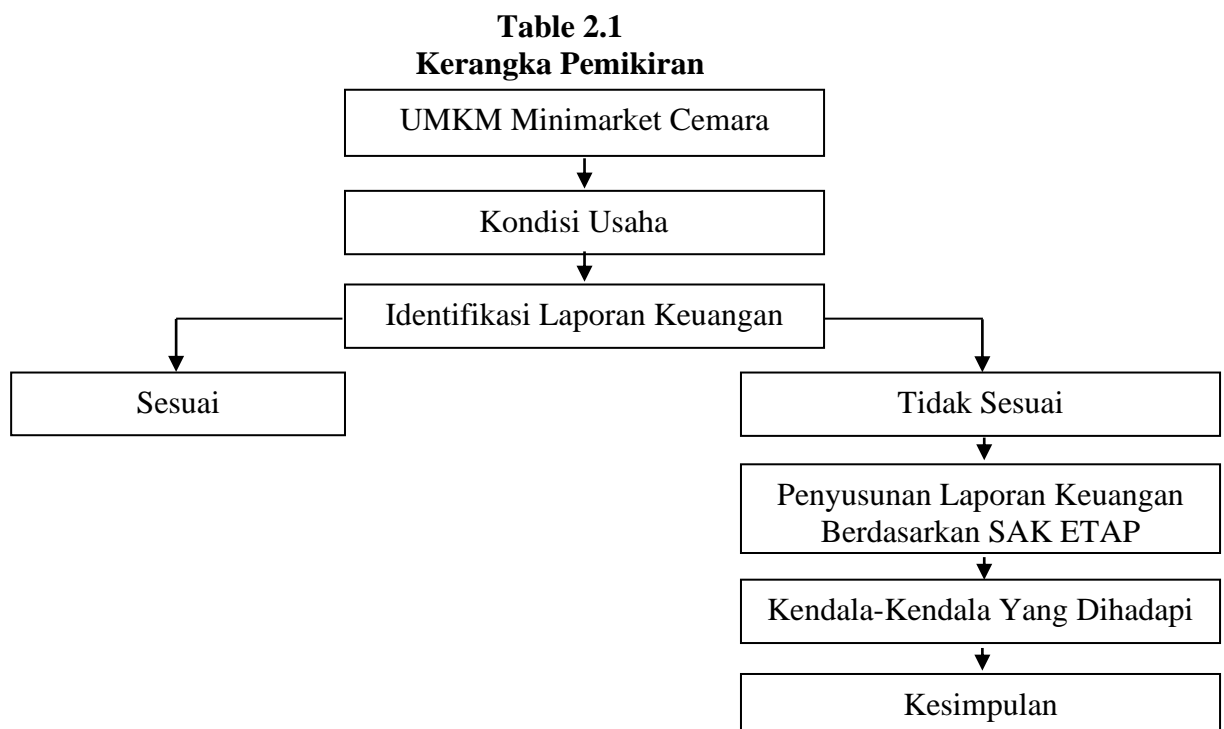 Table 2.1
Kerangka Pemikiran
UMKM Minimarket Cemara
Kondisi Usaha
Identifikasi Laporan Keuangan
Sesuai
Tidak Sesuai
Penyusunan Laporan Keuangan
Berdasarkan SAK ETAP
Kendala-Kendala Yang Dihadapi
Kesimpulan